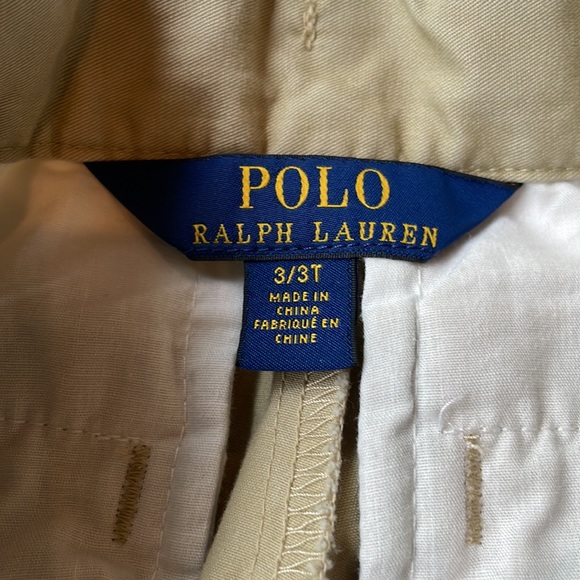 POLO
RALPH LAUREN
3/3T
MADE IN
CHINA
FABRIQUÉ EN
CHINE